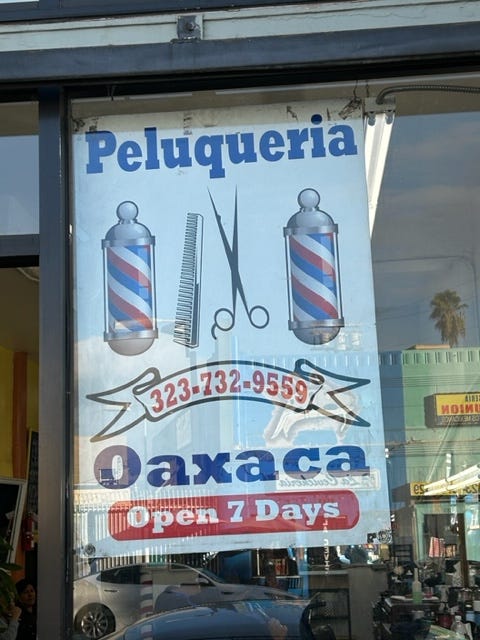 Peluqueria
323-732-9559
Oaxaca
Open 7 Days